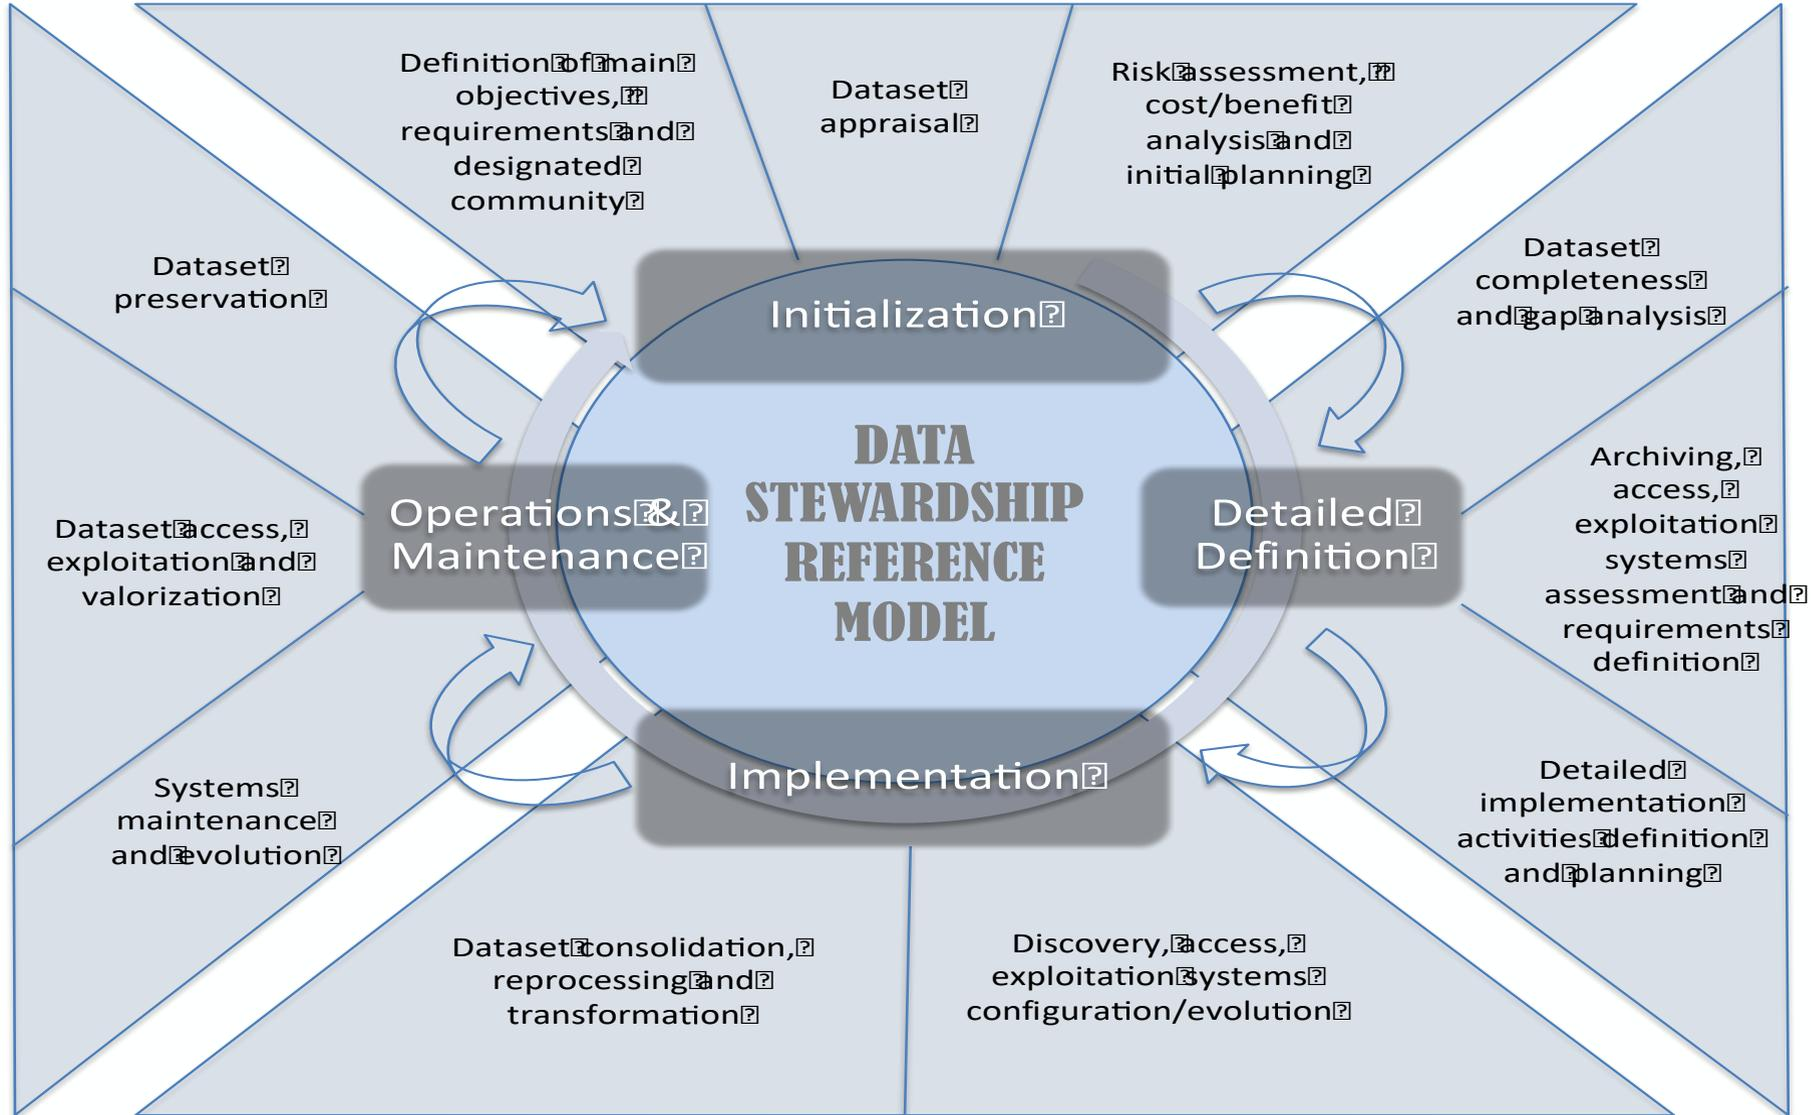 Definition of main
objectives,
requirements and
designated
community
Dataset
appraisal
Risk assessment,
cost/benefit
analysis and
initial planning
Dataset
preservation
Dataset
completeness
and gap analysis
Initialization
DATA
STEWARDSHIP
REFERENCE
MODEL
Operations &
Maintenance
Detailed
Definition
Dataset access,
exploitation and
valorization
Archiving,
access,
exploitation
systems
assessment and
requirements
definition
Implementation
Systems
maintenance
and evolution
Detailed
implementation
activities definition
and planning
Dataset consolidation,
reprocessing and
transformation
Discovery, access,
exploitation systems
configuration/evolution